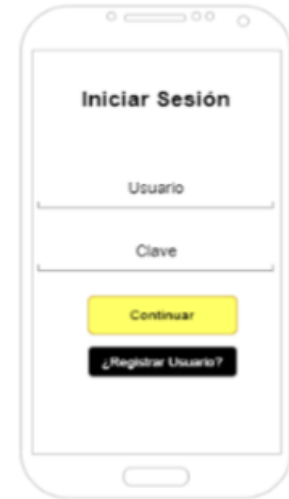 Iniciar Sesión
Usuario
Clave
Continuar
¿Registrar Usuario?